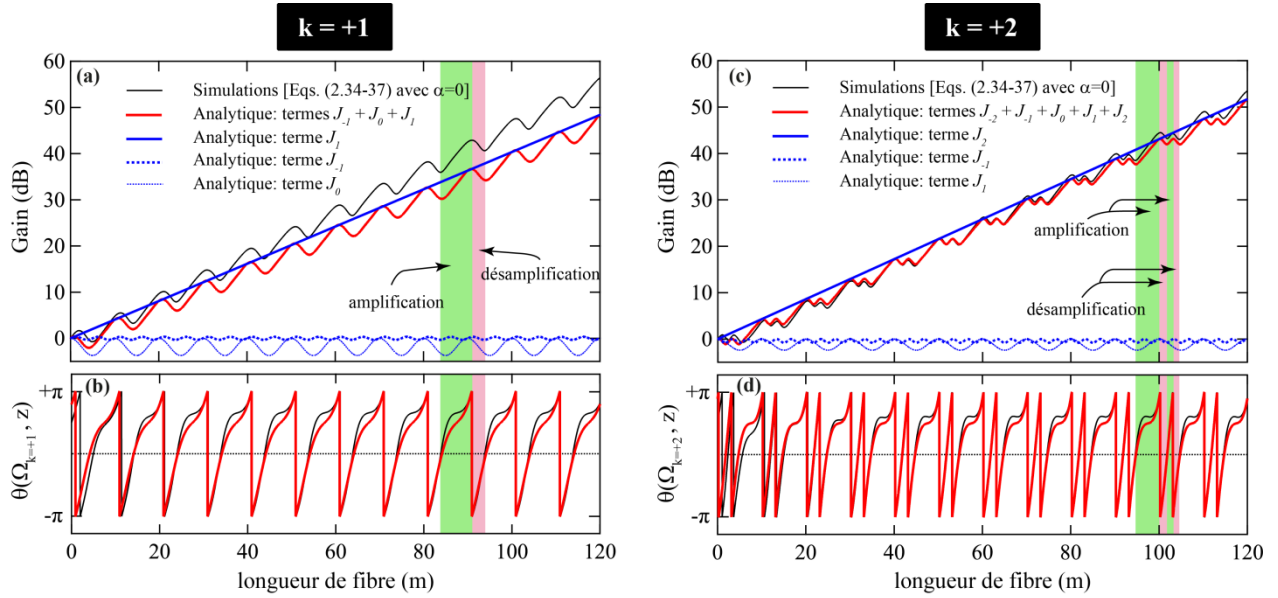 k = +1
k = +2
(a)
Gain (dB)
60
50
40
30
20
10
0
Simulations [Eqs. (2.34-37) avec α=0]
Analytique: termes J-1 + J0 + J1
Analytique: terme J1
Analytique: terme J-1
Analytique: terme J0
amplification
désamplification
(b)
θ(Ωk=+1, z)
+π
-π
0 20 40 60 80 100 120
longueur de fibre (m)
(c)
Gain (dB)
60
50
40
30
20
10
0
Simulations [Eqs. (2.34-37) avec α=0]
Analytique: termes J-2 + J-1 + J0 + J1 + J2
Analytique: terme J2
Analytique: terme J-1
Analytique: terme J1
amplification
désamplification
(d)
θ(Ωk=+2, z)
+π
-π
0 20 40 60 80 100 120
longueur de fibre (m)